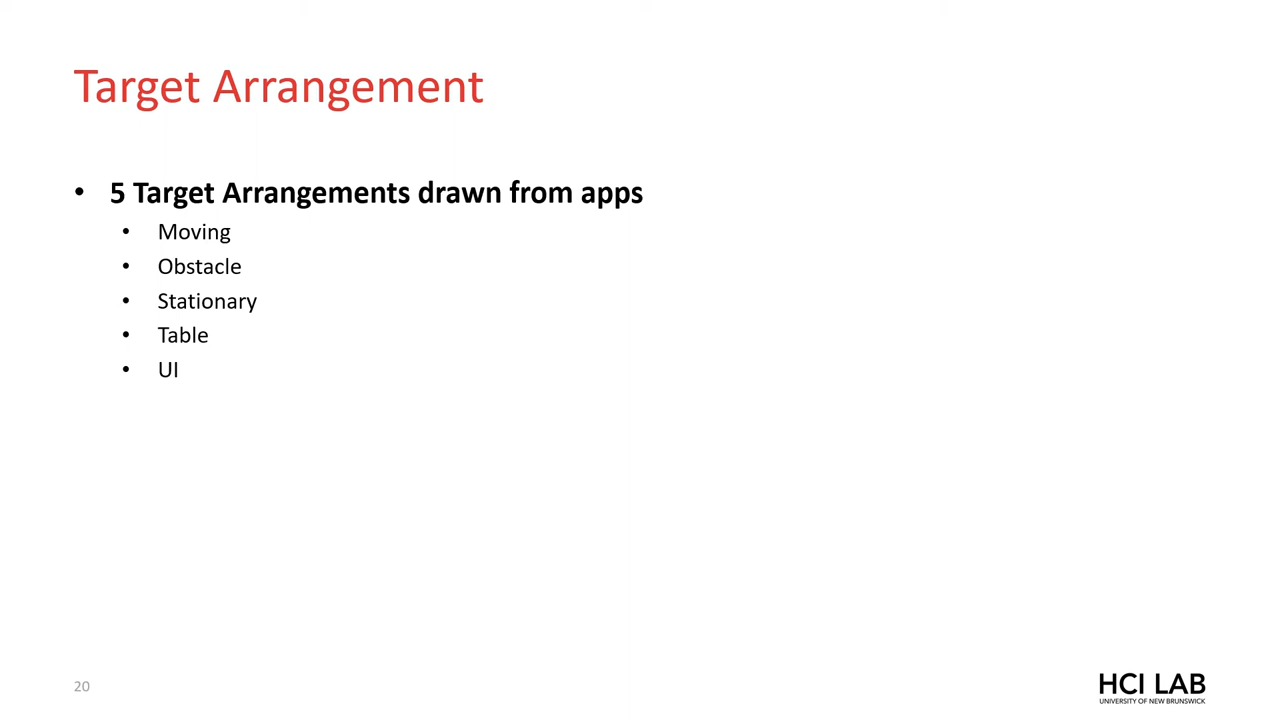 Target Arrangement
• 5 Target Arrangements drawn from apps
• Moving
• Obstacle
• Stationary
• Table
• UI
20
HCI LAB
UNIVERSITY OF NEW BRUNSWICK